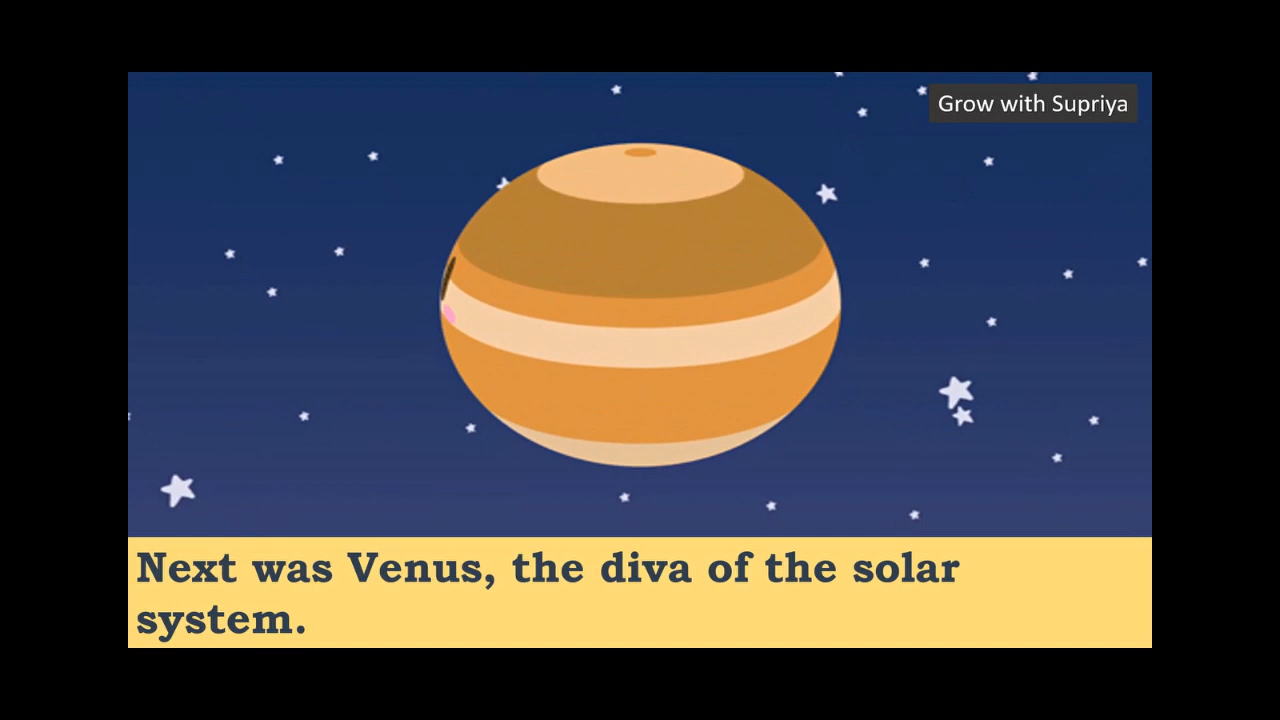 Grow with Supriya
Next was Venus, the diva of the solar
system.